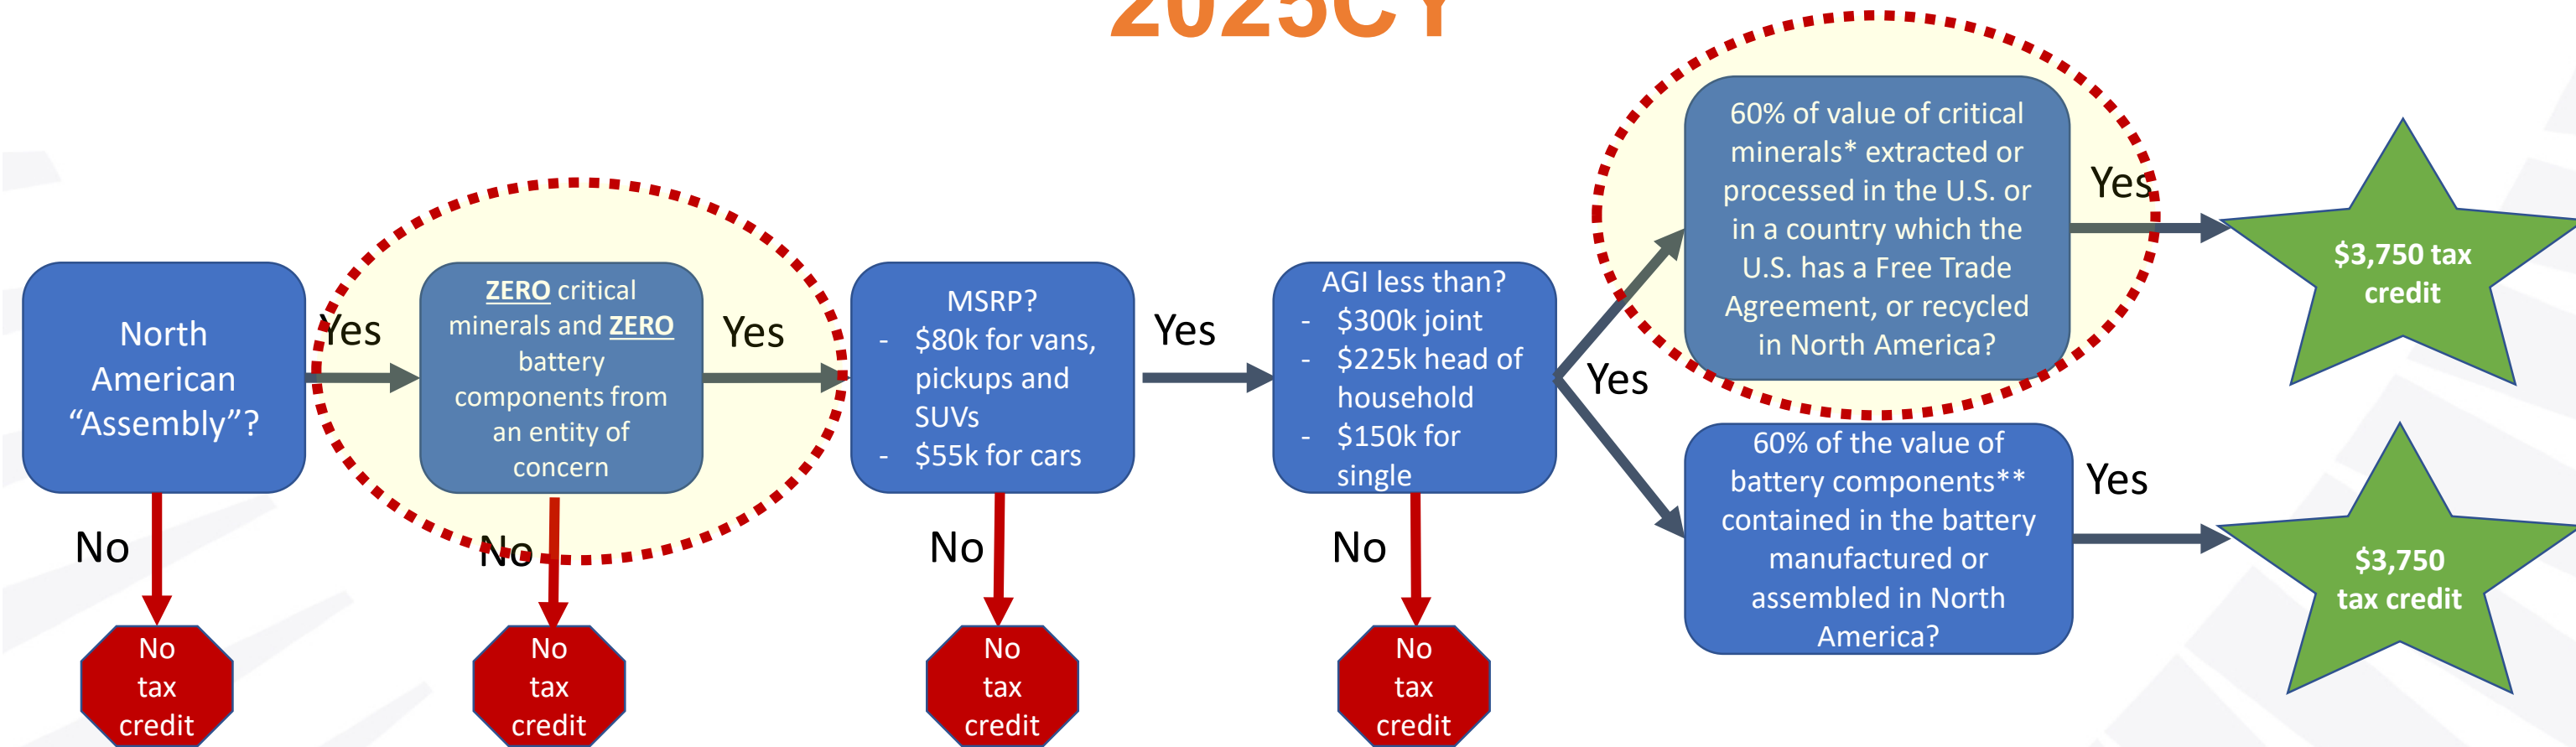 2025CY
North
American
“Assembly”?
Yes
No
No
tax
credit
ZERO critical
minerals and ZERO
battery
components from
an entity of
concern
Yes
No
No
tax
credit
MSRP?
- $80k for vans,
pickups and
SUVs
- $55k for cars
Yes
No
No
tax
credit
AGI less than?
- $300k joint
- $225k head of
household
- $150k for
single
Yes
No
No
tax
credit
60% of value of critical
minerals* extracted or
processed in the U.S. or
in a country which the
U.S. has a Free Trade
Agreement, or recycled
in North America?
Yes
$3,750 tax
credit
60% of the value of
battery components**
contained in the battery
manufactured or
assembled in North
America?
Yes
$3,750
tax credit